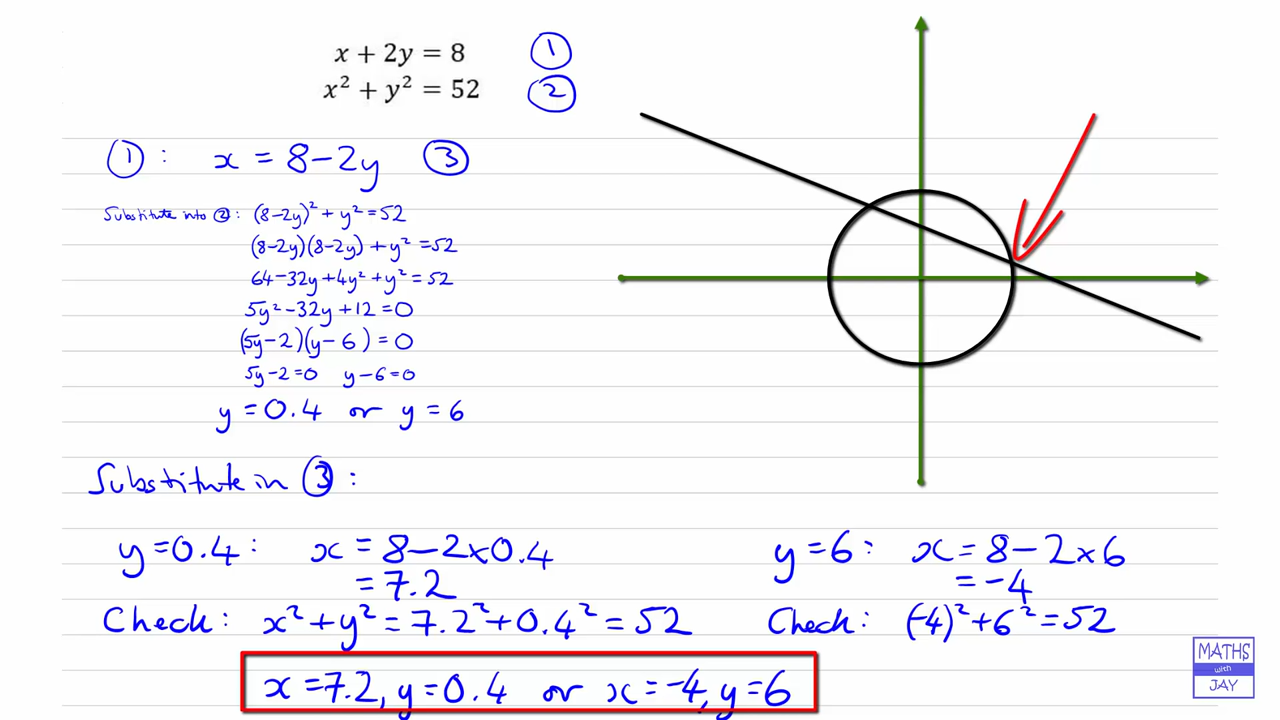 x + 2y = 8 ①
x² + y² = 52 ②
① : x = 8-2y ③
Substitute into ②: (8-2y)² + y² = 52
(8-2y)(8-2y) + y² = 52
64-32y+4y²+y² = 52
5y²-32y+12 = 0
(5y-2)(y-6) = 0
5y-2=0 y-6=0
y = 0.4 or y = 6
Substitute in ③ :
y = 0.4 : x = 8-2×0.4
= 7.2
Check: x²+y² = 7.2²+0.4² = 52
y = 6 : x = 8-2×6
= -4
Check: (-4)²+6² = 52
x = 7.2, y = 0.4 or x = -4, y = 6
MATHS
with
JAY